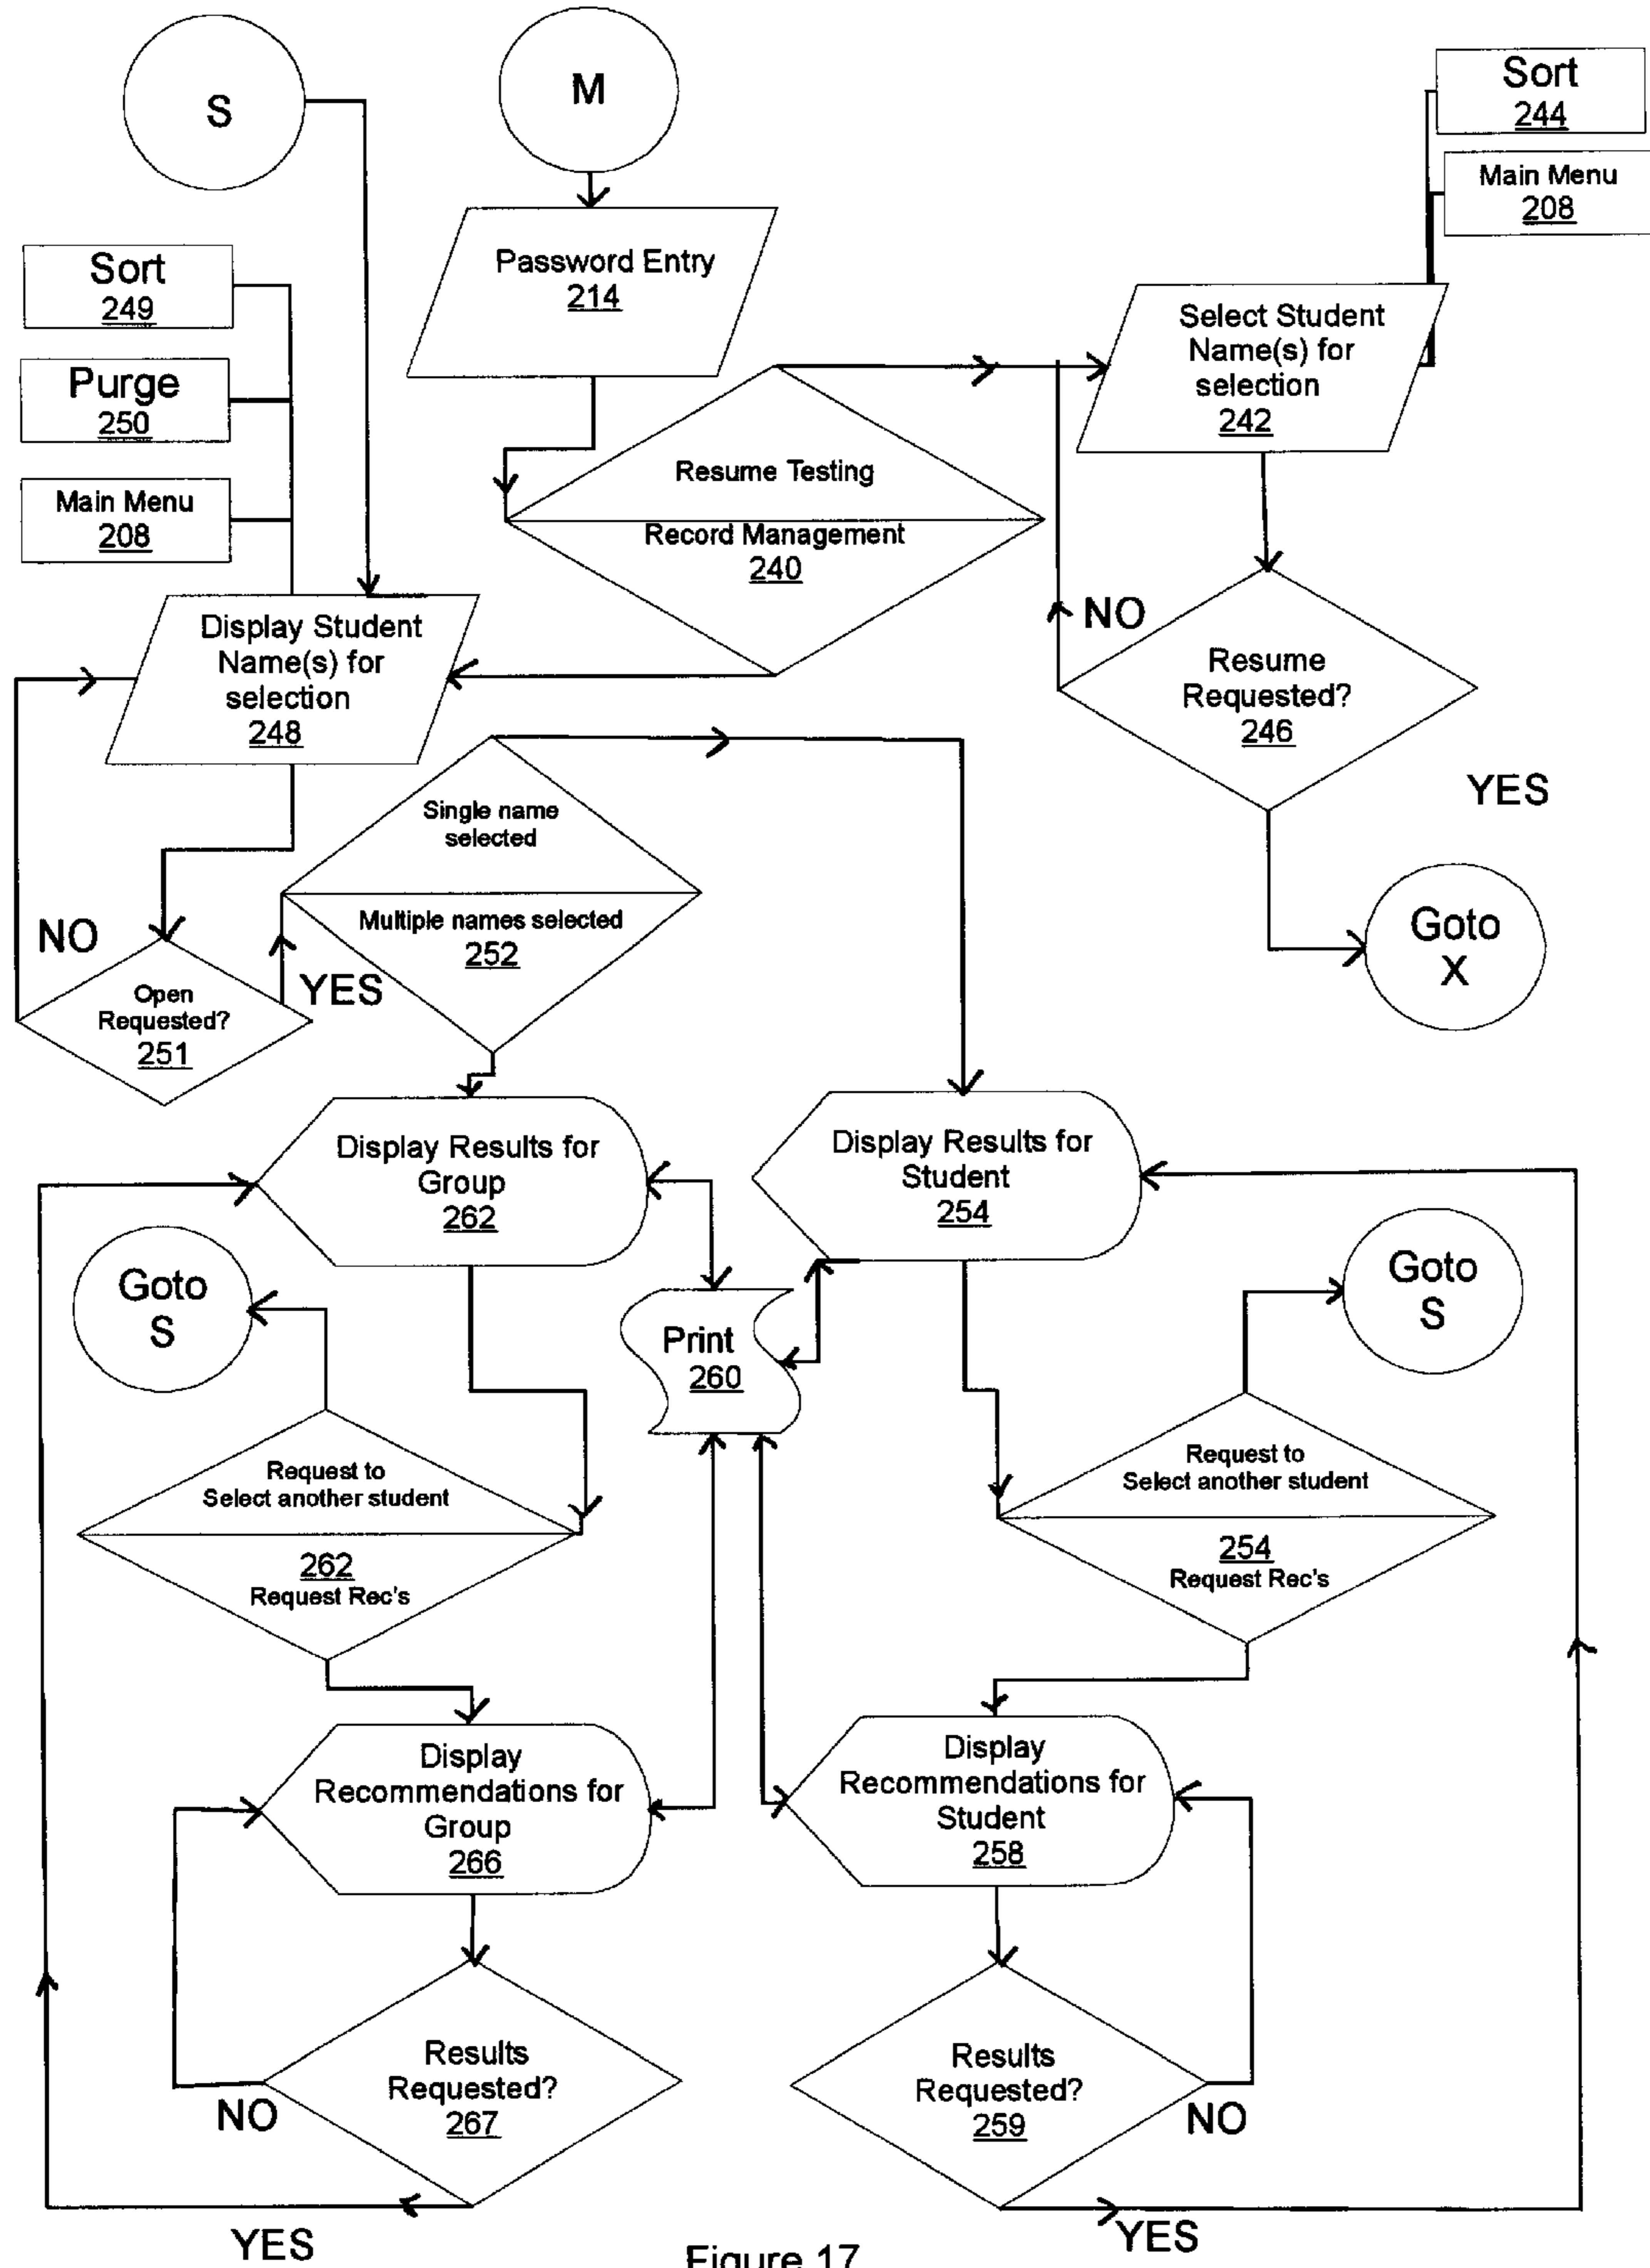 S
M
Sort
244
Main Menu
208
Password Entry
214
Sort
249
Purge
250
Main Menu
208
Select Student
Name(s) for
selection
242
Resume Testing
Record Management
240
Display Student
Name(s) for
selection
248
NO
Resume
Requested?
246
YES
Single name
selected
Multiple names selected
252
Goto
X
NO
YES
Open
Requested?
251
Display Results for
Group
262
Display Results for
Student
254
Goto
S
Print
260
Goto
S
Request to
Select another student
262
Request Rec's
Request to
Select another student
254
Request Rec's
Display
Recommendations for
Group
266
Display
Recommendations for
Student
258
Results
Requested?
267
NO
Results
Requested?
259
NO
YES
YES
Figure 17